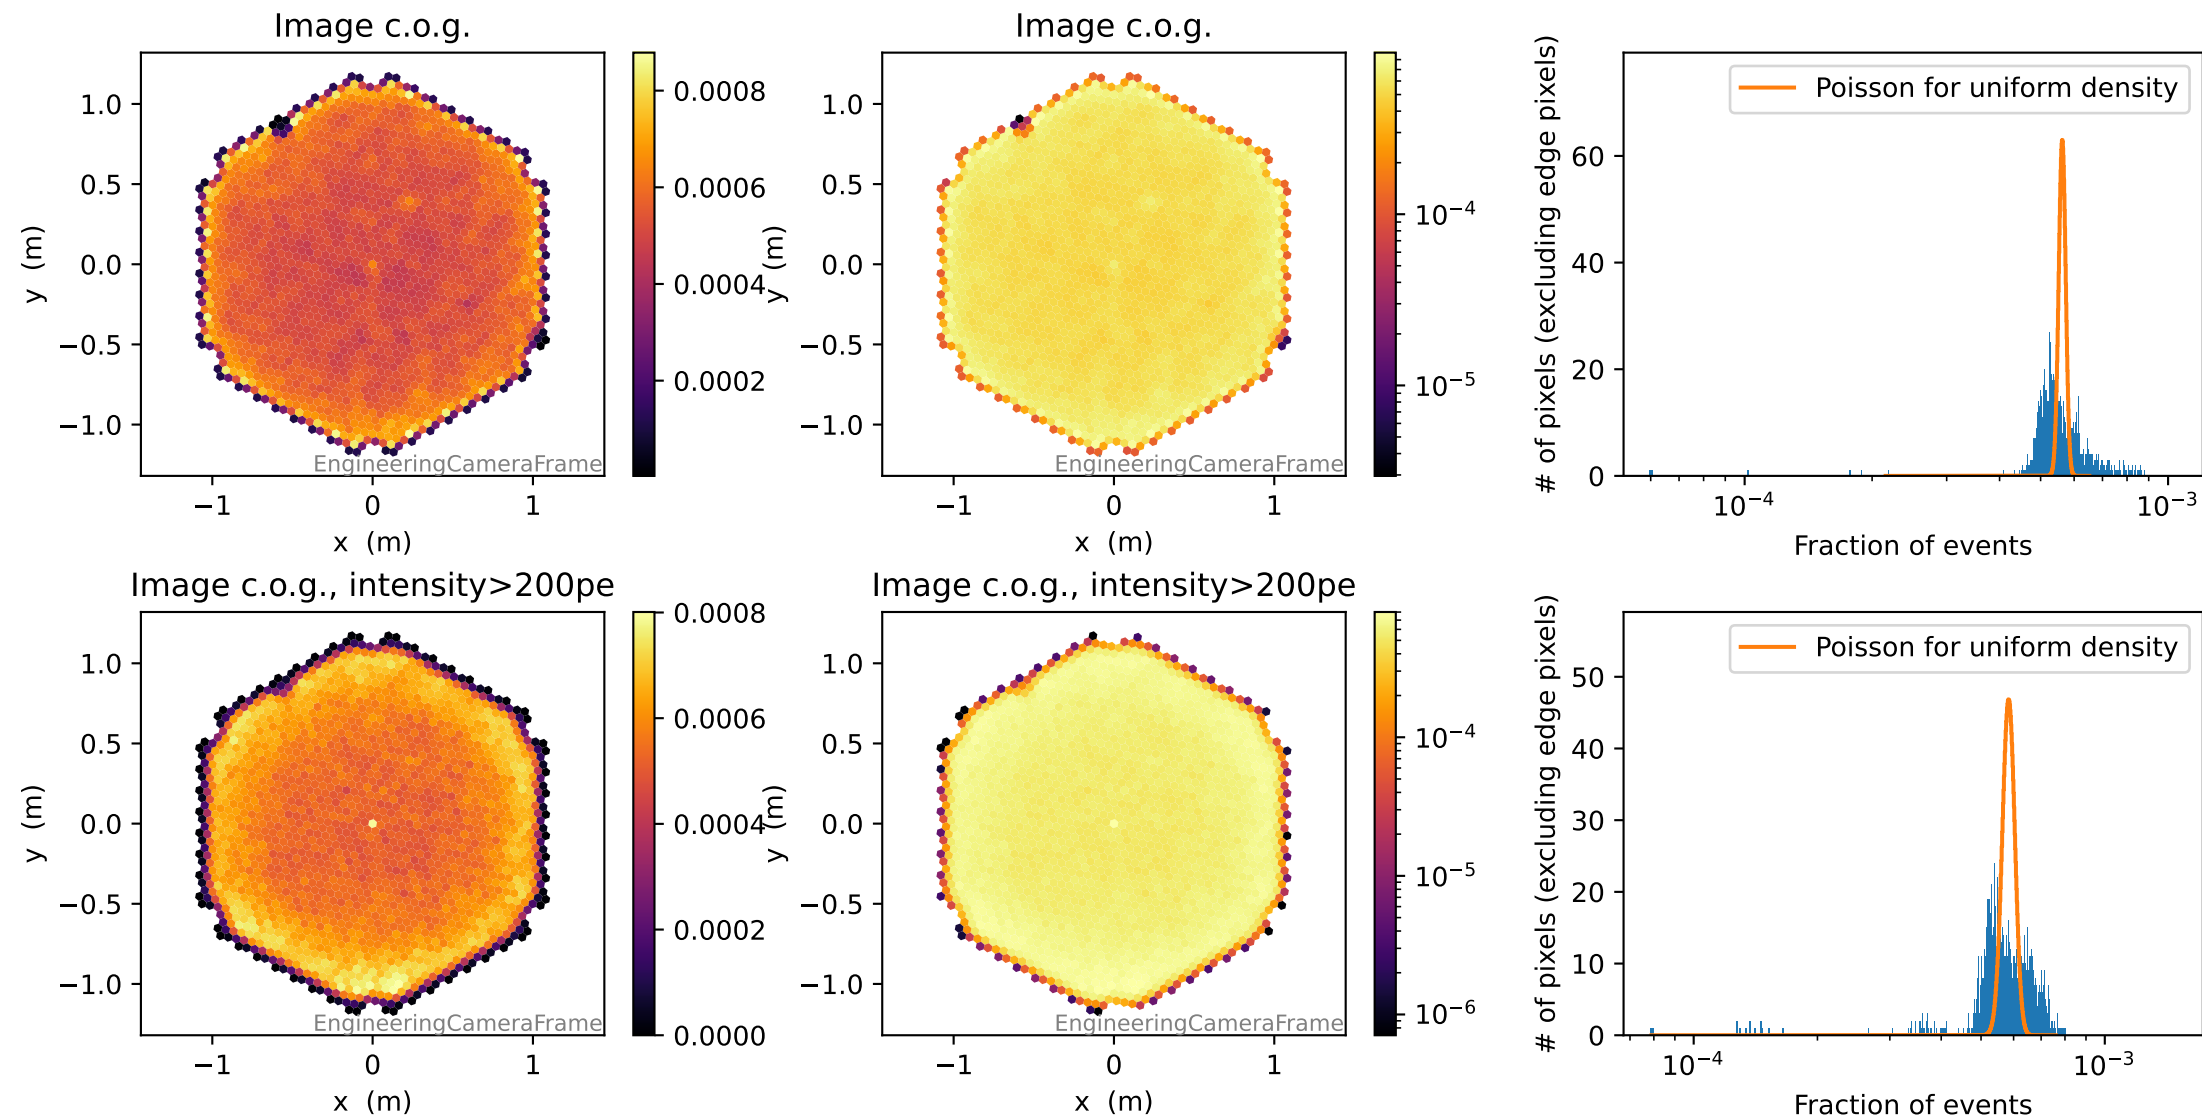 Image c.o.g.
1.0
0.5
0.0
−0.5
−1.0
y (m)
EngineeringCameraFrame
−1 0 1
x (m)
0.0008
0.0006
0.0004
0.0002
Image c.o.g.
1.0
0.5
0.0
−0.5
−1.0
y (m)
EngineeringCameraFrame
−1 0 1
x (m)
10⁻⁴
10⁻⁵
# of pixels (excluding edge pixels)
60
40
20
0
Poisson for uniform density
10⁻⁴ 10⁻³
Fraction of events
Image c.o.g., intensity>200pe
1.0
0.5
0.0
−0.5
−1.0
y (m)
EngineeringCameraFrame
−1 0 1
x (m)
0.0008
0.0006
0.0004
0.0002
0.0000
Image c.o.g., intensity>200pe
1.0
0.5
0.0
−0.5
−1.0
y (m)
EngineeringCameraFrame
−1 0 1
x (m)
10⁻⁴
10⁻⁵
10⁻⁶
# of pixels (excluding edge pixels)
50
40
30
20
10
0
Poisson for uniform density
10⁻⁴ 10⁻³
Fraction of events